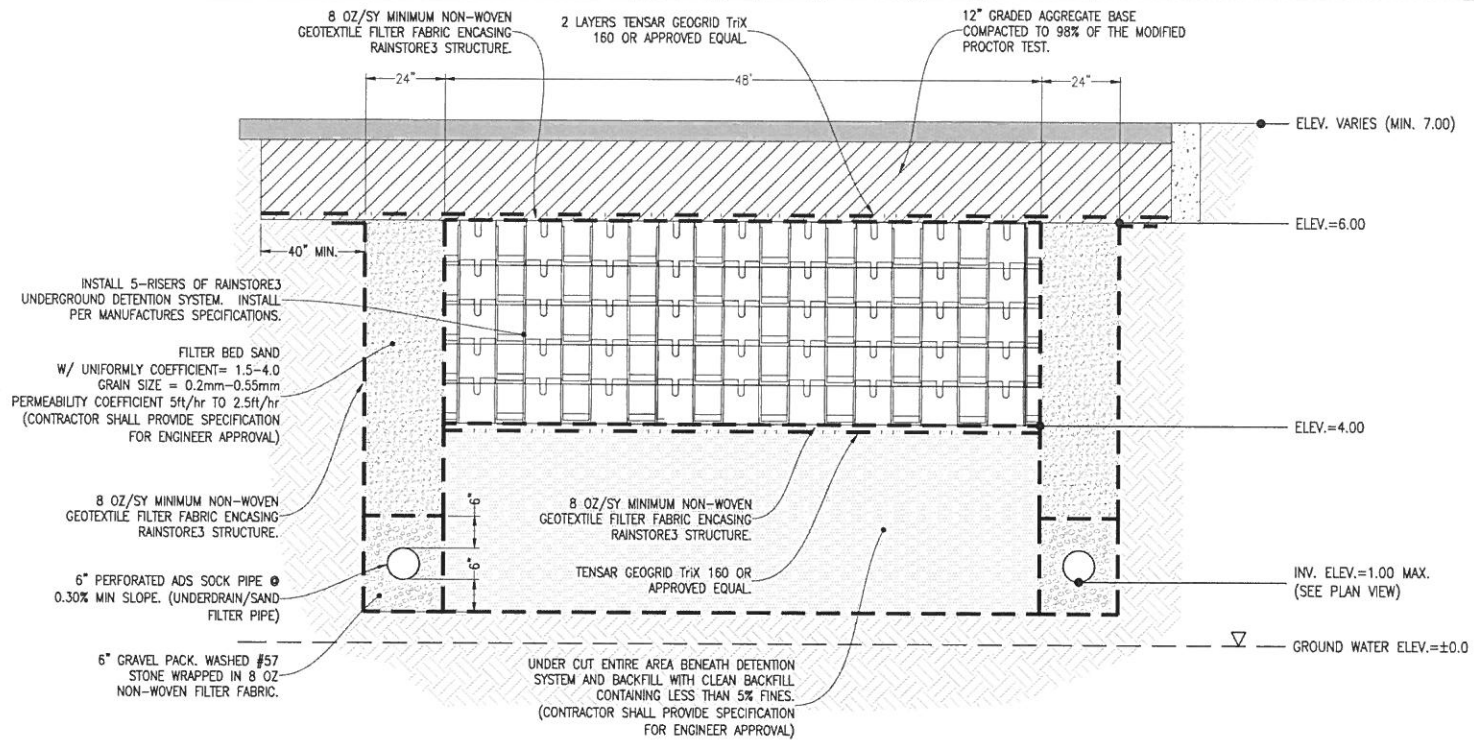 8 OZ/SY MINIMUM NON-WOVEN
GEOTEXTILE FILTER FABRIC ENCASING
RAINSTORE3 STRUCTURE.
2 LAYERS TENSAR GEOGRID TriX
160 OR APPROVED EQUAL.
12" GRADED AGGREGATE BASE
COMPACTED TO 98% OF THE MODIFIED
PROCTOR TEST.
24"
48'
24"
ELEV. VARIES (MIN. 7.00)
ELEV.=6.00
40" MIN.
INSTALL 5-RISERS OF RAINSTORE3
UNDERGROUND DETENTION SYSTEM. INSTALL
PER MANUFACTURES SPECIFICATIONS.
FILTER BED SAND
W/ UNIFORMLY COEFFICIENT= 1.5-4.0
GRAIN SIZE = 0.2mm-0.55mm
PERMEABILITY COEFFICIENT 5ft/hr TO 2.5ft/hr
(CONTRACTOR SHALL PROVIDE SPECIFICATION
FOR ENGINEER APPROVAL)
ELEV.=4.00
8 OZ/SY MINIMUM NON-WOVEN
GEOTEXTILE FILTER FABRIC ENCASING
RAINSTORE3 STRUCTURE.
6"
6"
8 OZ/SY MINIMUM NON-WOVEN
GEOTEXTILE FILTER FABRIC ENCASING
RAINSTORE3 STRUCTURE.
TENSAR GEOGRID TriX 160 OR
APPROVED EQUAL.
6" PERFORATED ADS SOCK PIPE @
0.30% MIN SLOPE. (UNDERDRAIN/SAND
FILTER PIPE)
INV. ELEV.=1.00 MAX.
(SEE PLAN VIEW)
GROUND WATER ELEV.=±0.0
6" GRAVEL PACK. WASHED #57
STONE WRAPPED IN 8 OZ
NON-WOVEN FILTER FABRIC.
UNDER CUT ENTIRE AREA BENEATH DETENTION
SYSTEM AND BACKFILL WITH CLEAN BACKFILL
CONTAINING LESS THAN 5% FINES.
(CONTRACTOR SHALL PROVIDE SPECIFICATION
FOR ENGINEER APPROVAL)